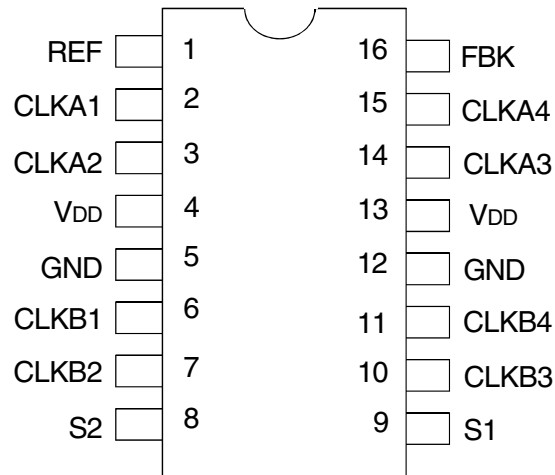 REF 1 16 FBK
CLKA1 2 15 CLKA4
CLKA2 3 14 CLKA3
VDD 4 13 VDD
GND 5 12 GND
CLKB1 6 11 CLKB4
CLKB2 7 10 CLKB3
S2 8 9 S1